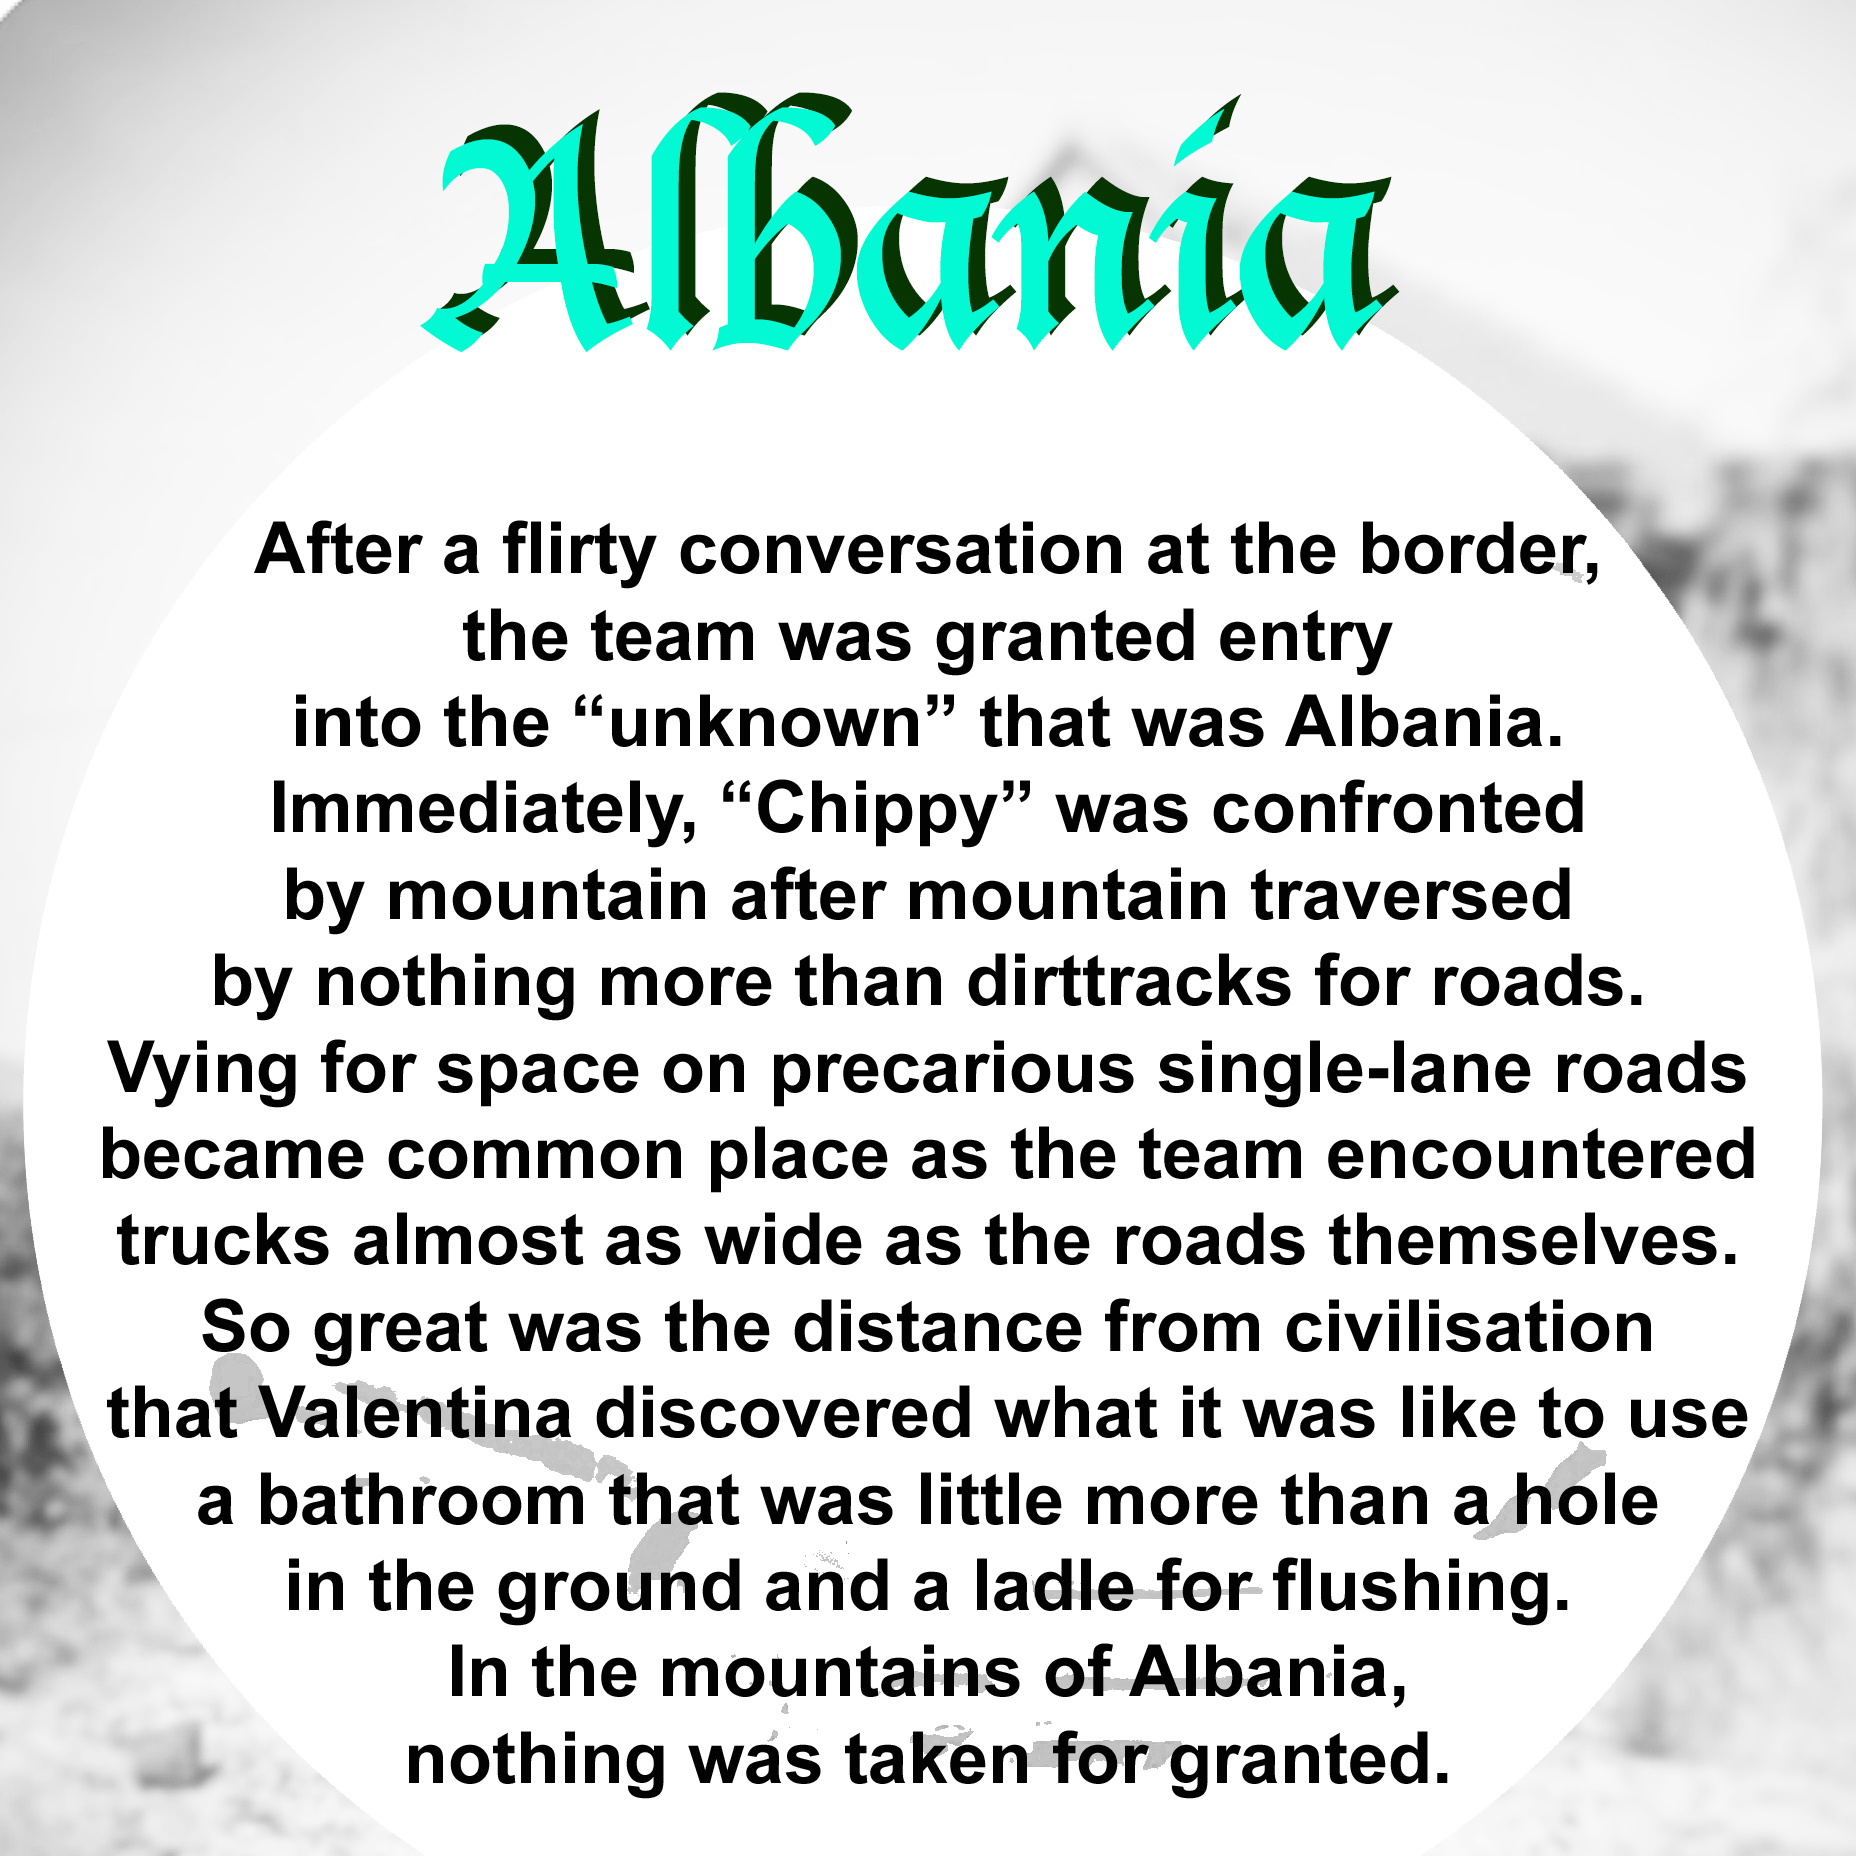 Albania
After a flirty conversation at the border,
the team was granted entry
into the “unknown” that was Albania.
Immediately, “Chippy” was confronted
by mountain after mountain traversed
by nothing more than dirttracks for roads.
Vying for space on precarious single-lane roads
became common place as the team encountered
trucks almost as wide as the roads themselves.
So great was the distance from civilisation
that Valentina discovered what it was like to use
a bathroom that was little more than a hole
in the ground and a ladle for flushing.
In the mountains of Albania,
nothing was taken for granted.